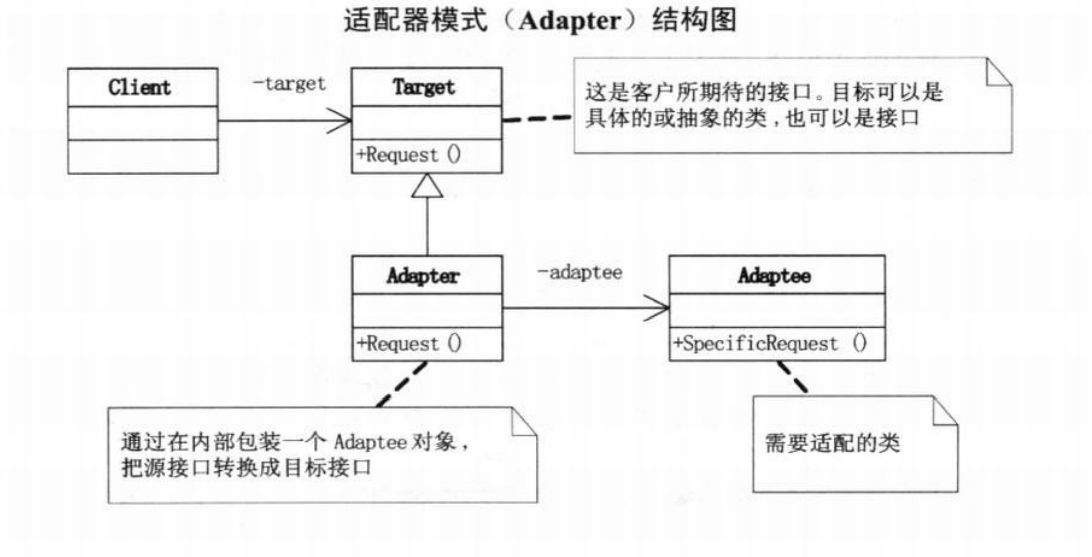 适配器模式（Adapter）结构图
Client
-target
Target
+Request()
这是客户所期待的接口。目标可以是
具体的或抽象的类,也可以是接口
Adapter
+Request()
-adaptee
Adaptee
+SpecificRequest ()
通过在内部包装一个 Adaptee 对象,
把源接口转换成目标接口
需要适配的类